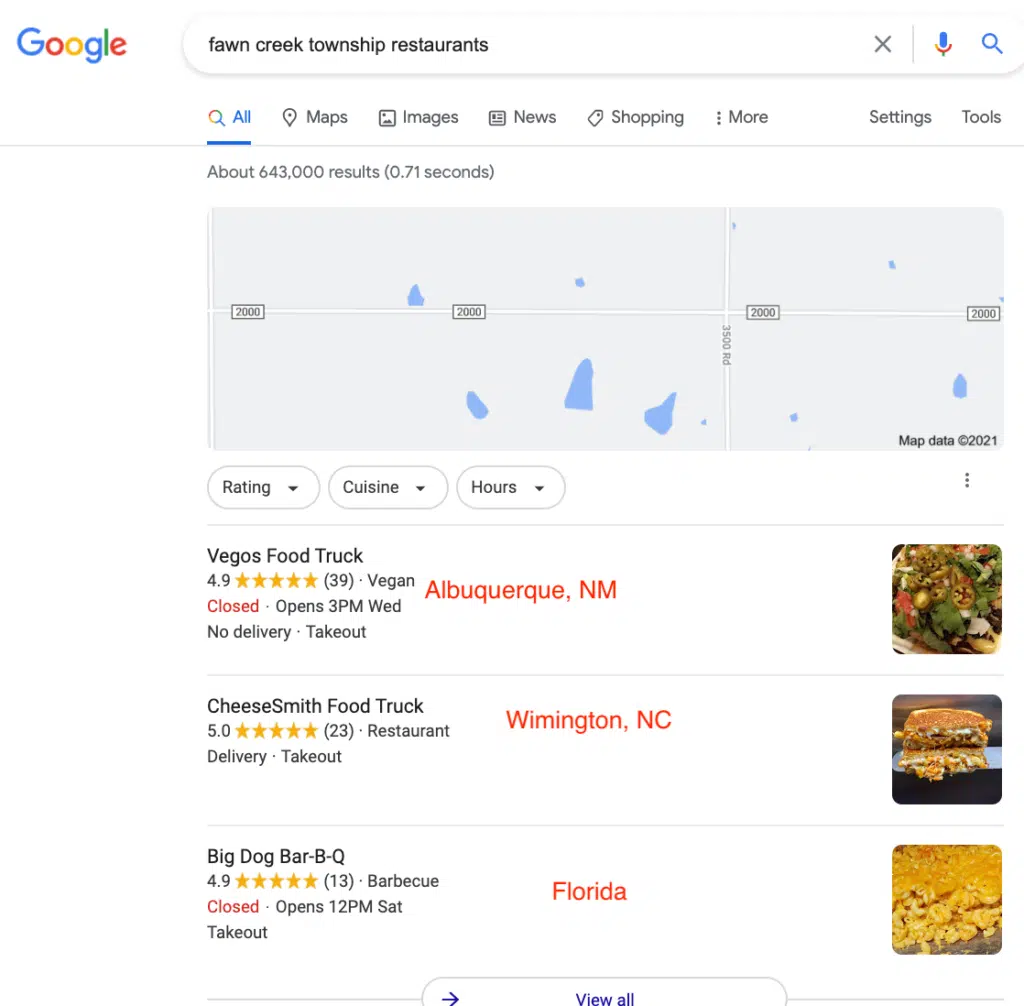 Google
fawn creek township restaurants
All Maps Images News Shopping More Settings Tools
About 643,000 results (0.71 seconds)
2000 2000 2000 2000
3500 Rd
Map data ©2021
Rating Cuisine Hours
Vegos Food Truck
4.9 ★★★★★ (39) · Vegan
Albuquerque, NM
Closed · Opens 3PM Wed
No delivery · Takeout
CheeseSmith Food Truck
Wimington, NC
5.0 ★★★★★ (23) · Restaurant
Delivery · Takeout
Big Dog Bar-B-Q
4.9 ★★★★★ (13) · Barbecue
Florida
Closed · Opens 12PM Sat
Takeout
→ View all